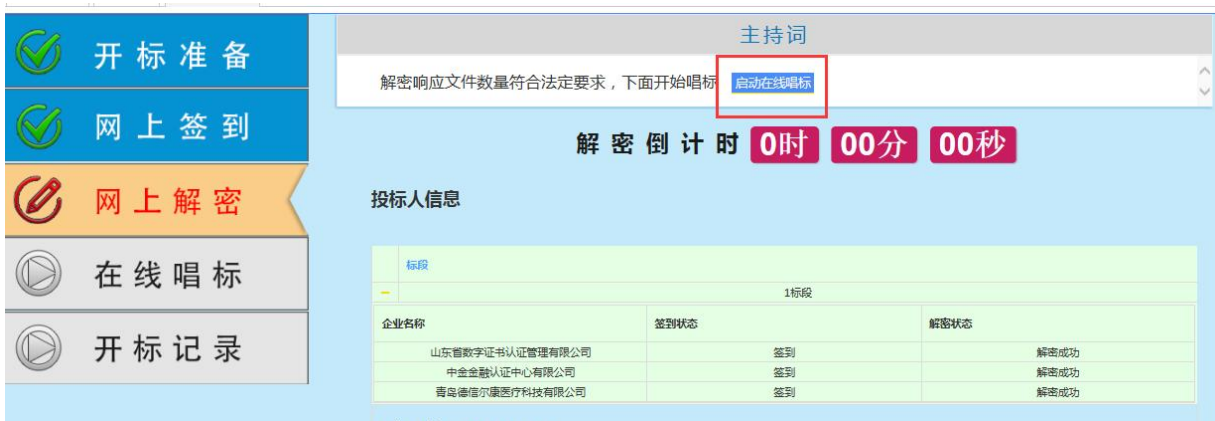 开标准备
网上签到
网上解密
在线唱标
开标记录
主持词
解密响应文件数量符合法定要求，下面开始唱标 启动在线唱标
解密倒计时 0时 00分 00秒
投标人信息
标段
1标段
企业名称 签到状态 解密状态
山东省数字证书认证管理有限公司 签到 解密成功
中金金融认证中心有限公司 签到 解密成功
青岛德信尔康医疗科技有限公司 签到 解密成功